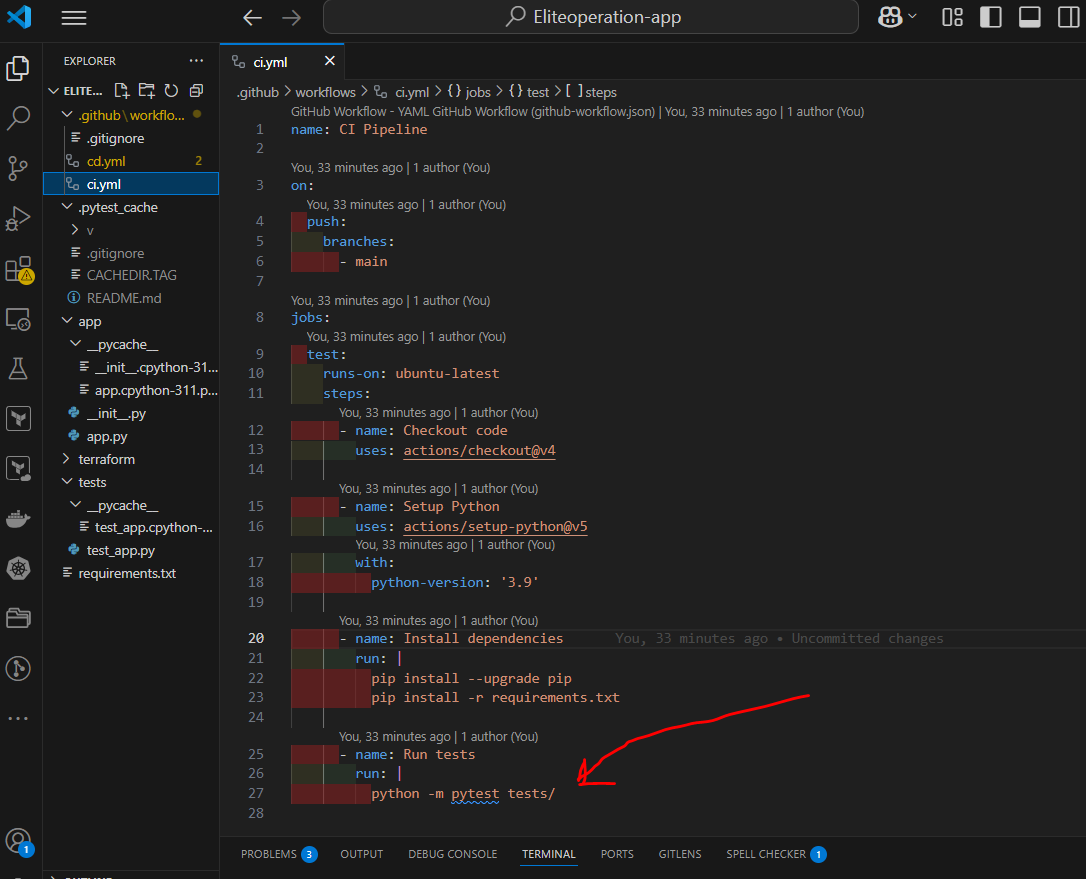 Eliteoperation-app
EXPLORER
ELITE...
.github\workflo...
.gitignore
cd.yml 2
ci.yml
.pytest_cache
v
.gitignore
CACHEDIR.TAG
README.md
app
__pycache__
__init__.cpython-31...
app.cpython-311.p...
__init__.py
app.py
terraform
tests
__pycache__
test_app.cpython-...
test_app.py
requirements.txt
1
ci.yml
.github > workflows > ci.yml > {} jobs > {} test > [ ] steps
GitHub Workflow - YAML GitHub Workflow (github-workflow.json) | You, 33 minutes ago | 1 author (You)
1 name: CI Pipeline
2
You, 33 minutes ago | 1 author (You)
3 on:
You, 33 minutes ago | 1 author (You)
4 push:
5 branches:
6 - main
7
You, 33 minutes ago | 1 author (You)
8 jobs:
You, 33 minutes ago | 1 author (You)
9 test:
10 runs-on: ubuntu-latest
11 steps:
You, 33 minutes ago | 1 author (You)
12 - name: Checkout code
13 uses: actions/checkout@v4
14
You, 33 minutes ago | 1 author (You)
15 - name: Setup Python
16 uses: actions/setup-python@v5
You, 33 minutes ago | 1 author (You)
17 with:
18 python-version: '3.9'
19
You, 33 minutes ago | 1 author (You)
20 - name: Install dependencies You, 33 minutes ago • Uncommitted changes
21 run: |
22 pip install --upgrade pip
23 pip install -r requirements.txt
24
You, 33 minutes ago | 1 author (You)
25 - name: Run tests
26 run: |
27 python -m pytest tests/
28
PROBLEMS 3 OUTPUT DEBUG CONSOLE TERMINAL PORTS GITLENS SPELL CHECKER 1